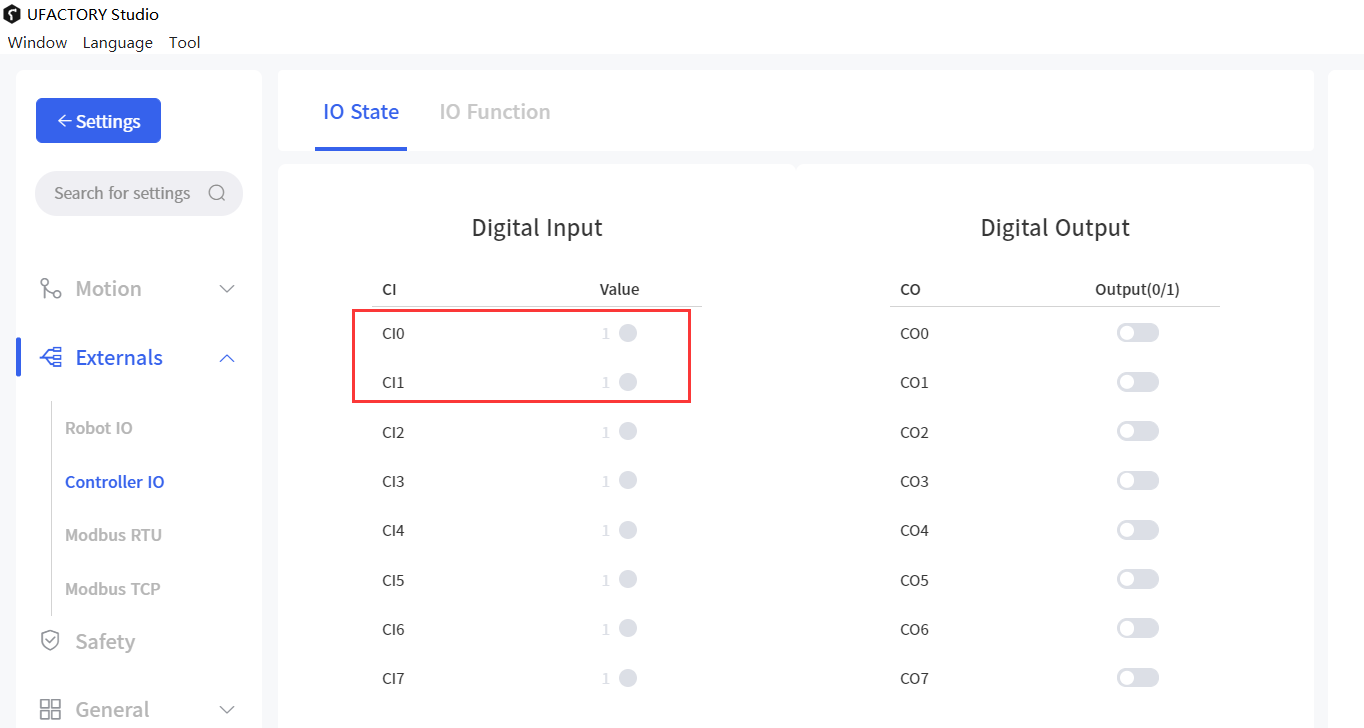 UFACTORY Studio
Window Language Tool
Settings
Search for settings
Motion
Externals
Robot IO
Controller IO
Modbus RTU
Modbus TCP
Safety
General
IO State IO Function
Digital Input
CI Value
CI0 1
CI1 1
CI2 1
CI3 1
CI4 1
CI5 1
CI6 1
CI7 1
Digital Output
CO Output(0/1)
CO0
CO1
CO2
CO3
CO4
CO5
CO6
CO7